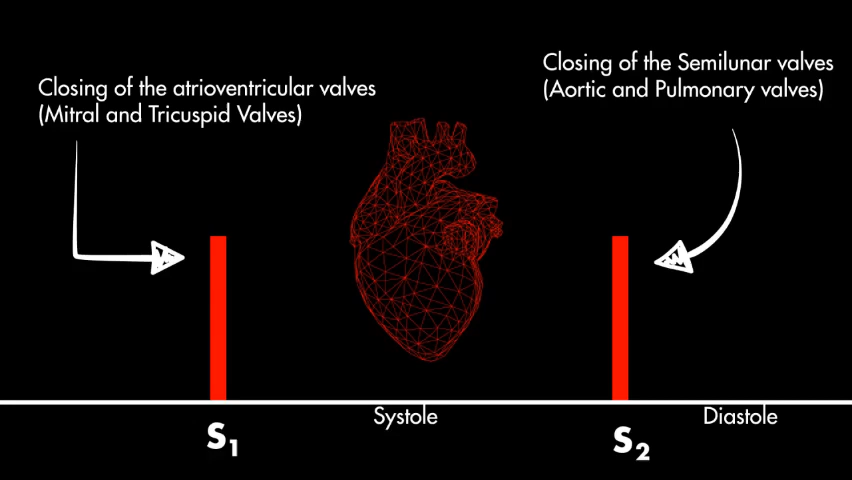 Closing of the atrioventricular valves
(Mitral and Tricuspid Valves)
Closing of the Semilunar valves
(Aortic and Pulmonary valves)
Systole
Diastole
S1
S2